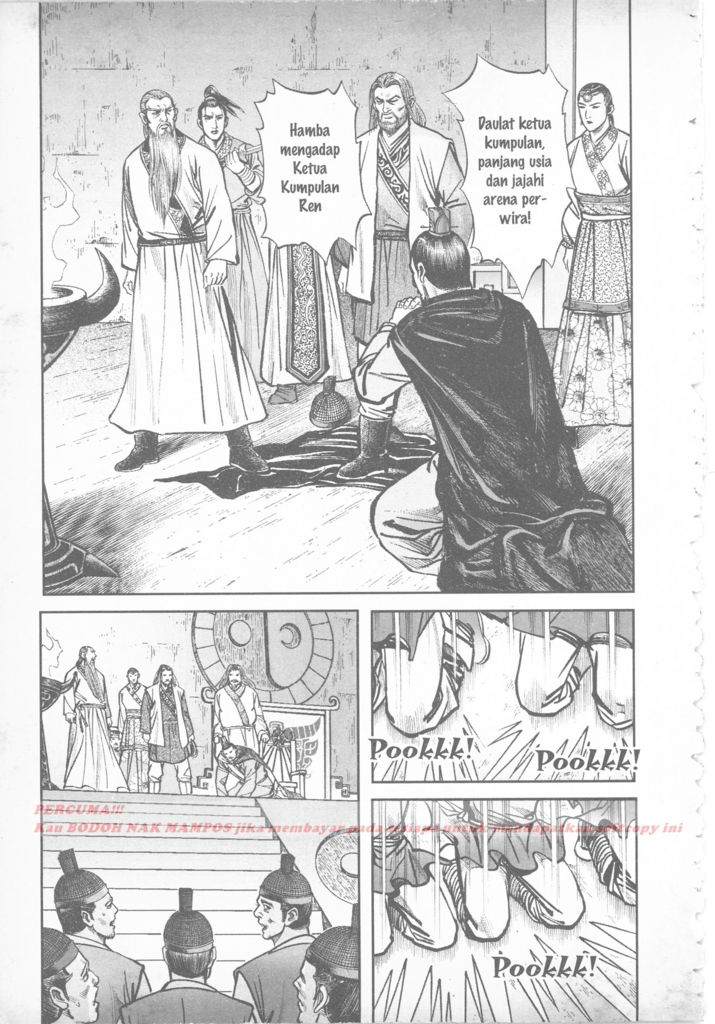 Hamba
mengadap
Ketua
Kumpulan
Ren
Daulat ketua
kumpulan,
panjang usia
dan jajahi
arena per-
wira!
Pookkk!
Pookkk!
PERCUMA!!!
Kau BODOH NAK MAMPOS jika membayar pada sesiapa untuk mendapatkan softcopy ini
Pookkk!